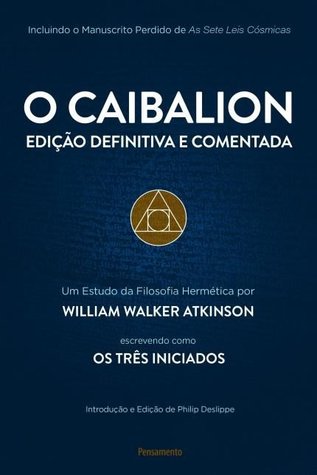 Incluindo o Manuscrito Perdido de As Sete Leis Cósmicas
O CAIBALION
EDIÇÃO DEFINITIVA E COMENTADA
Um Estudo da Filosofia Hermética por
WILLIAM WALKER ATKINSON
escrevendo como
OS TRÊS INICIADOS
Introdução e Edição de Philip Deslippe
Pensamento